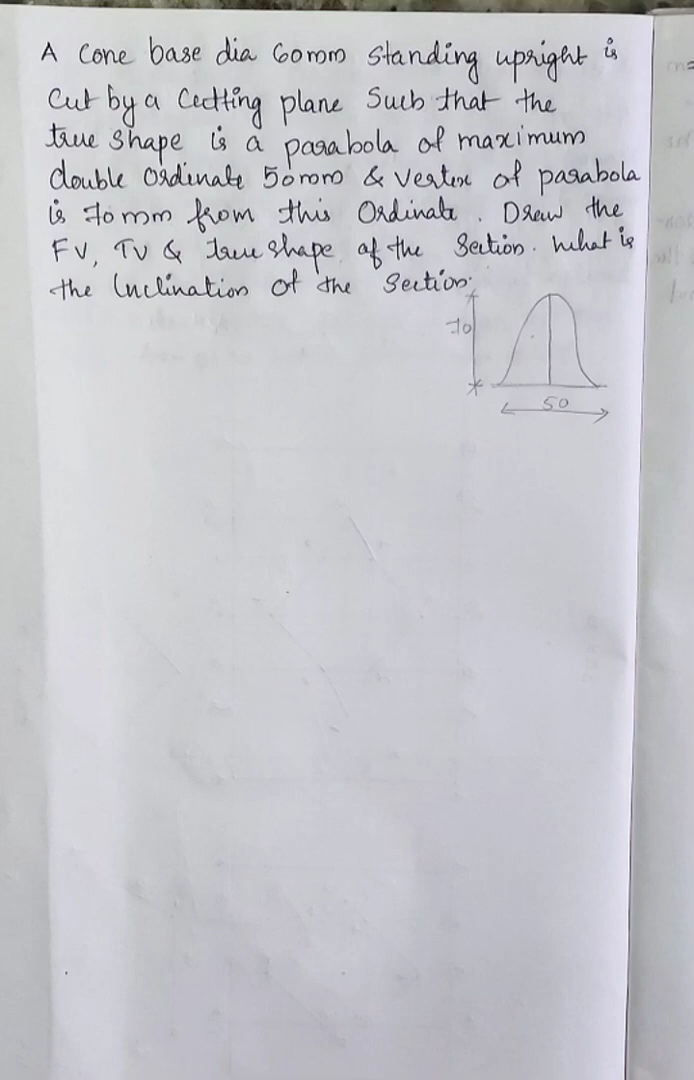 A Cone base dia 60mm Standing upright is
Cut by a Cutting plane Such that the
true shape is a parabola of maximum
double Ordinate 50mm & vertex of parabola
is 70 mm from this Ordinate. Draw the
FV, TV & true shape of the Section. What is
the Inclination of the Section.
70
50